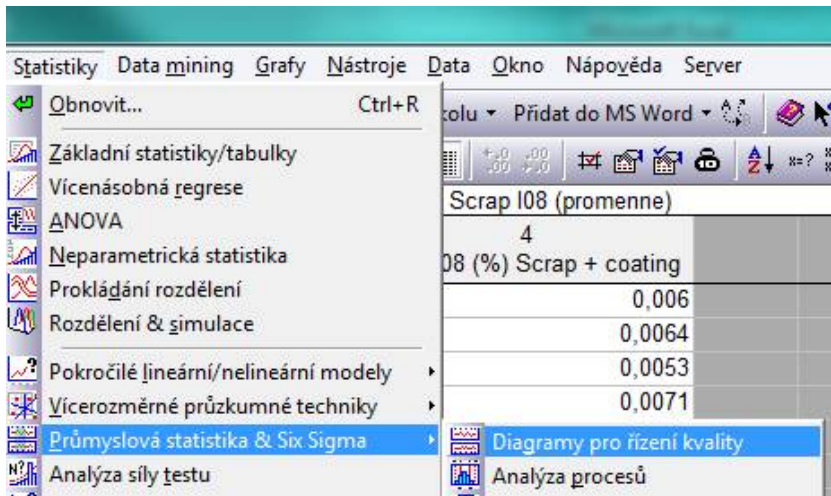 Statistiky Data mining Grafy Nástroje Data Okno Nápověda Server
Obnovit... Ctrl+R
Přidat do MS Word
Základní statistiky/tabulky
Vícenásobná regrese
ANOVA
Neparametrická statistika
Prokládání rozdělení
Rozdělení & simulace
Pokročilé lineární/nelineární modely
Vícerozměrné průzkumné techniky
Průmyslová statistika & Six Sigma
Analýza síly testu
Scrap I08 (promenne)
4
08 (%) Scrap + coating
0,006
0,0064
0,0053
0,0071
Diagramy pro řízení kvality
Analýza procesů